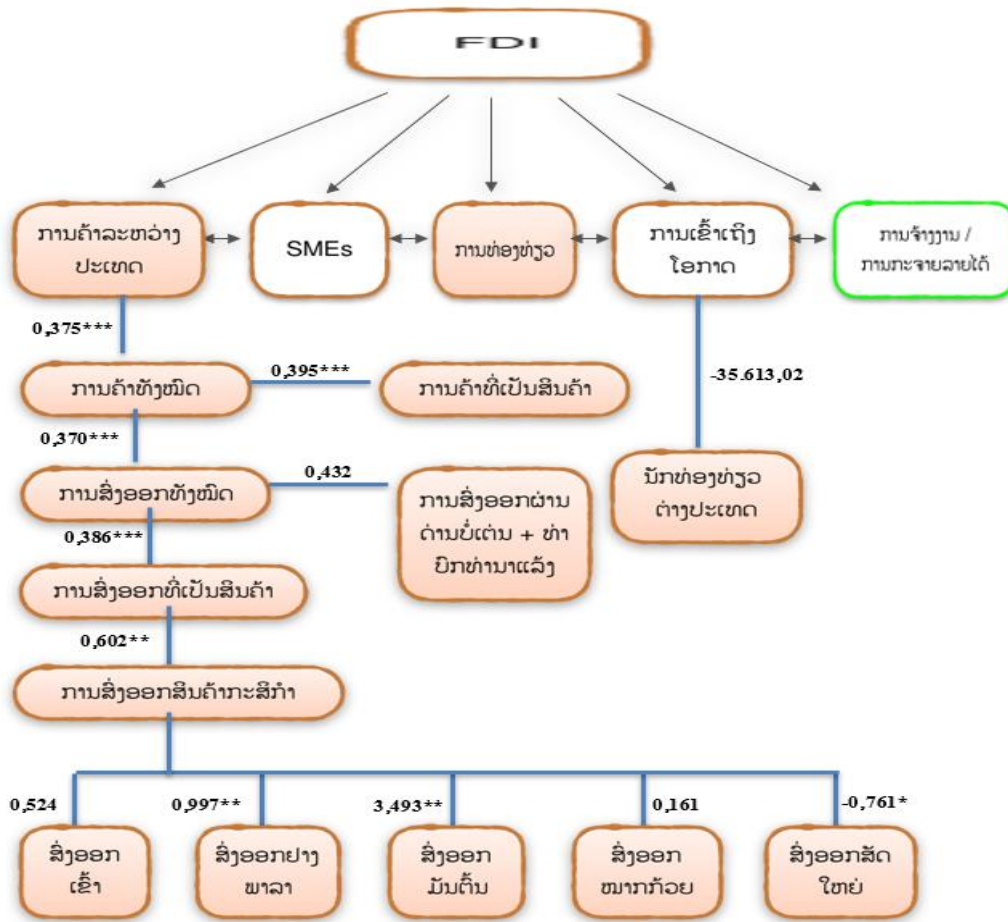 FDI
ການຄ້າລະຫວ່າງ
ປະເທດ
SMEs
ການທ່ອງທ່ຽວ
ການເຂົ້າເຖິງ
ໂອກາດ
ການຈ້າງງານ /
ການກະຈາຍລາຍໄດ້
0,375***
ການຄ້າທັງໝົດ
0,395***
ການຄ້າທີ່ເປັນສິນຄ້າ
-35.613,02
0,370***
ການສົ່ງອອກທັງໝົດ
0,432
ການສົ່ງອອກຜ່ານ
ດ່ານບໍ່ເຕ່ນ + ທ່າ
ບົກທ່ານາແລ້ງ
ນັກທ່ອງທ່ຽວ
ຕ່າງປະເທດ
0,386***
ການສົ່ງອອກທີ່ເປັນສິນຄ້າ
0,602**
ການສົ່ງອອກສິນຄ້າກະສິກຳ
0,524
0,997**
3,493**
0,161
-0,761*
ສົ່ງອອກ
ເຂົ້າ
ສົ່ງອອກຢາງ
ພາລາ
ສົ່ງອອກ
ມັນຕົ້ນ
ສົ່ງອອກ
ໝາກກ້ວຍ
ສົ່ງອອກສັດ
ໃຫຍ່